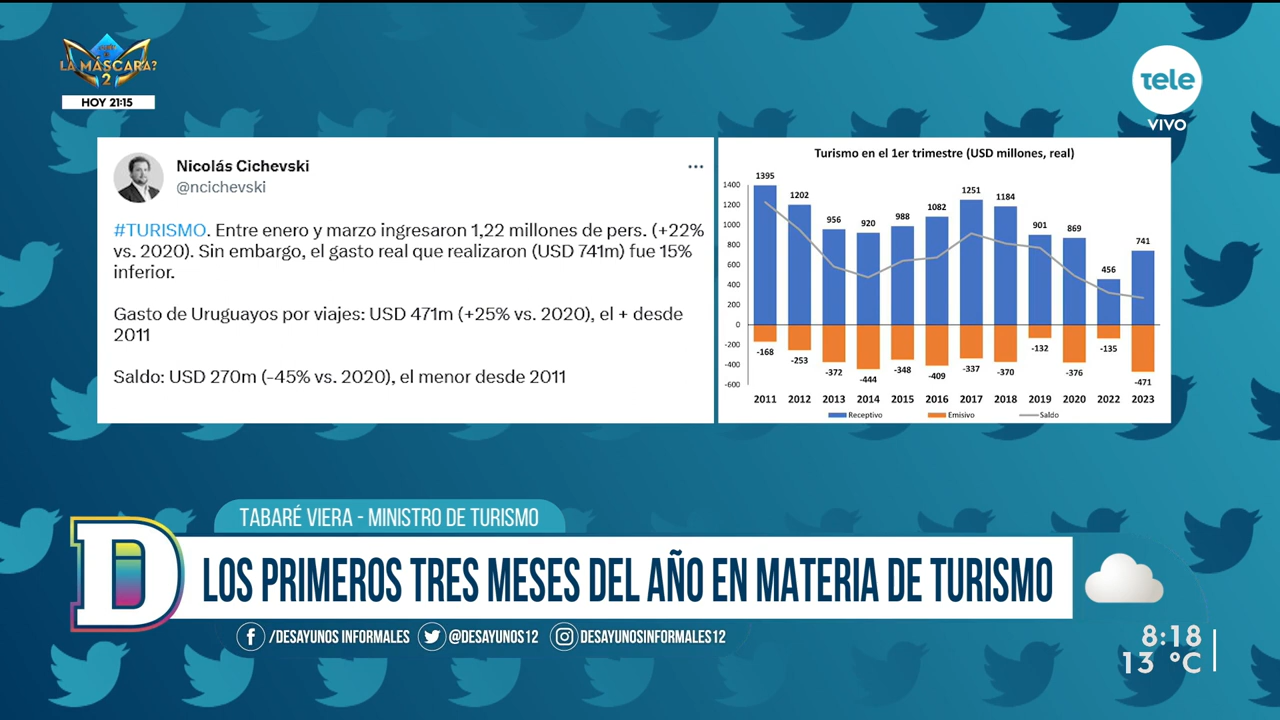 LA MÁSCARA?
2
HOY 21:15
tele
VIVO
Nicolás Cichevski
@ncichevski
#TURISMO. Entre enero y marzo ingresaron 1,22 millones de pers. (+22%
vs. 2020). Sin embargo, el gasto real que realizaron (USD 741m) fue 15%
inferior.
Gasto de Uruguayos por viajes: USD 471m (+25% vs. 2020), el + desde
2011
Saldo: USD 270m (-45% vs. 2020), el menor desde 2011
Turismo en el 1er trimestre (USD millones, real)
1400
1200
1000
800
600
400
200
0
-200
-400
-600
1395
1202
956
920
988
1082
1251
1184
901
869
456
741
-168
-253
-372
-444
-348
-409
-337
-370
-132
-376
-135
-471
2011 2012 2013 2014 2015 2016 2017 2018 2019 2020 2022 2023
Receptivo Emisivo Saldo
TABARÉ VIERA - MINISTRO DE TURISMO
D
LOS PRIMEROS TRES MESES DEL AÑO EN MATERIA DE TURISMO
/DESAYUNOS INFORMALES @DESAYUNOS12 DESAYUNOSINFORMALES12
8:18
13 °C